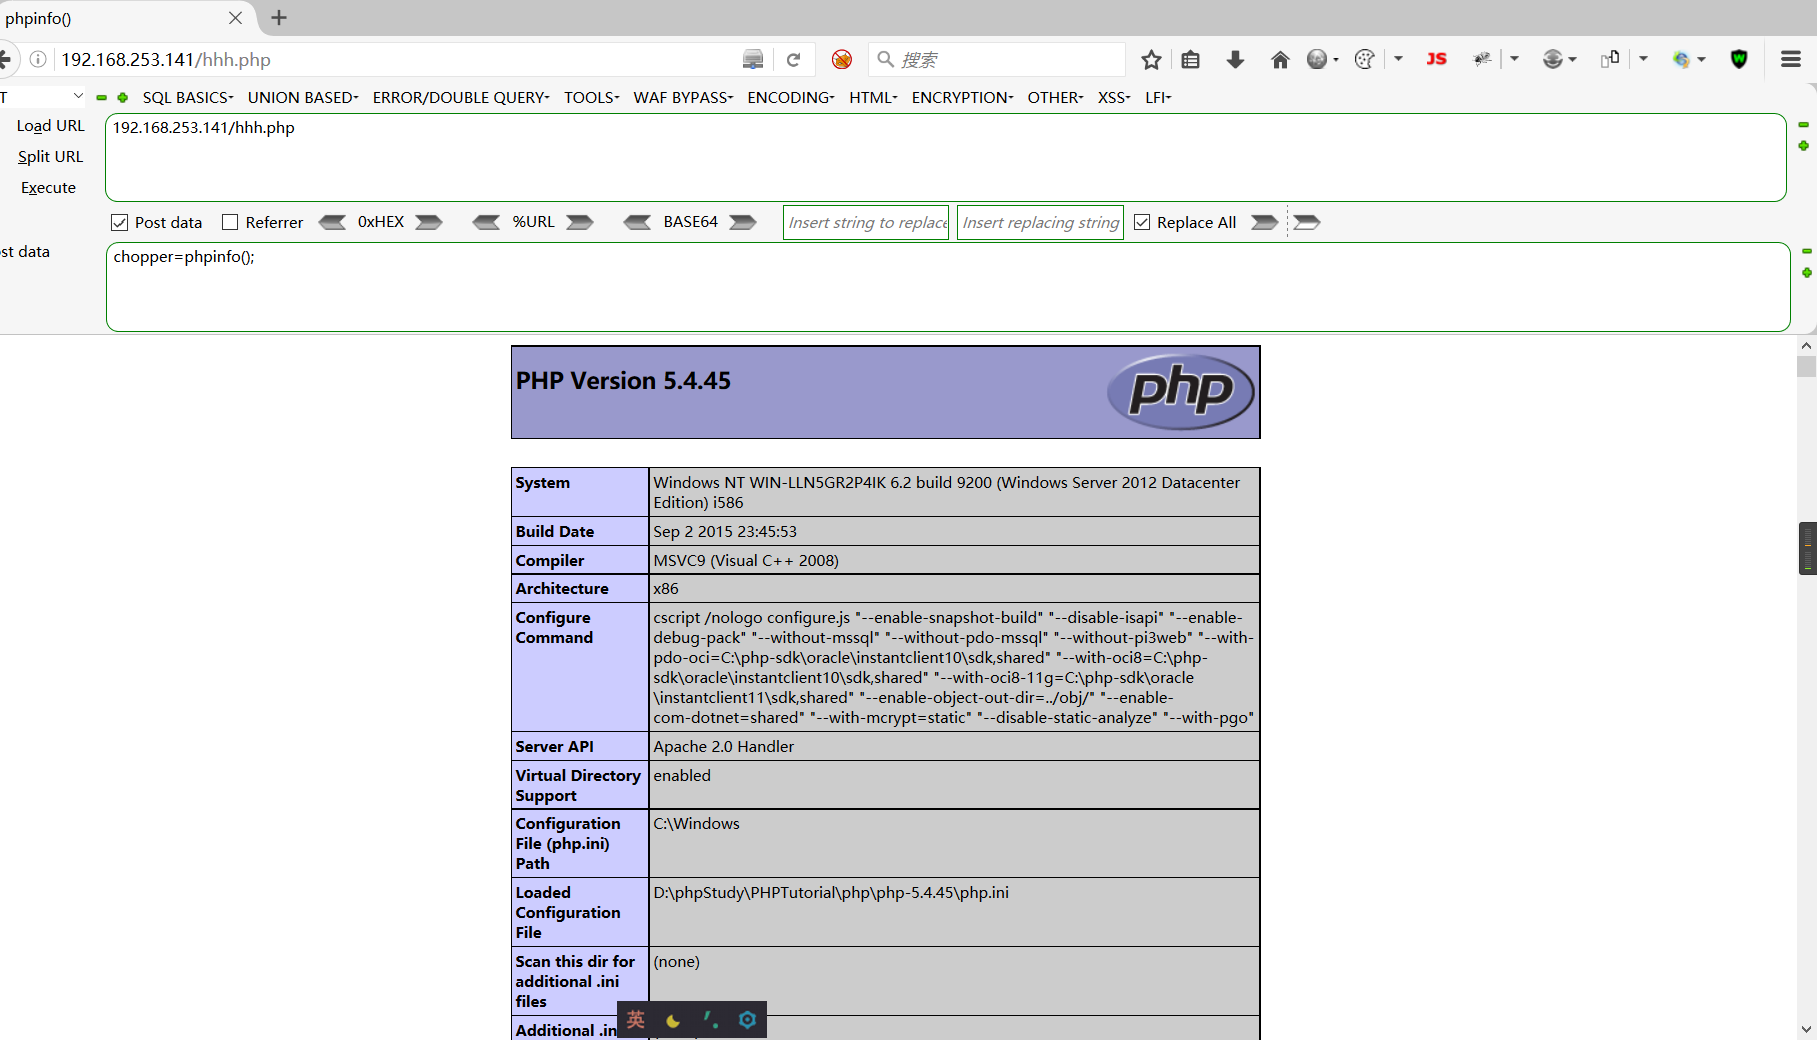 phpinfo()
192.168.253.141/hhh.php
搜索
JS
T
SQL BASICS
UNION BASED
ERROR/DOUBLE QUERY
TOOLS
WAF BYPASS
ENCODING
HTML
ENCRYPTION
OTHER
XSS
LFI
Load URL
192.168.253.141/hhh.php
Split URL
Execute
Post data
Referrer
0xHEX
%URL
BASE64
Insert string to replace
Insert replacing string
Replace All
st data
chopper=phpinfo();
PHP Version 5.4.45
php
System
Windows NT WIN-LLN5GR2P4IK 6.2 build 9200 (Windows Server 2012 Datacenter
Edition) i586
Build Date
Sep 2 2015 23:45:53
Compiler
MSVC9 (Visual C++ 2008)
Architecture
x86
Configure
Command
cscript /nologo configure.js "--enable-snapshot-build" "--disable-isapi" "--enable-
debug-pack" "--without-mssql" "--without-pdo-mssql" "--without-pi3web" "--with-
pdo-oci=C:\php-sdk\oracle\instantclient10\sdk,shared" "--with-oci8=C:\php-
sdk\oracle\instantclient10\sdk,shared" "--with-oci8-11g=C:\php-sdk\oracle
\instantclient11\sdk,shared" "--enable-object-out-dir=../obj/" "--enable-
com-dotnet=shared" "--with-mcrypt=static" "--disable-static-analyze" "--with-pgo"
Server API
Apache 2.0 Handler
Virtual Directory
Support
enabled
Configuration
File (php.ini)
Path
C:\Windows
Loaded
Configuration
File
D:\phpStudy\PHPTutorial\php\php-5.4.45\php.ini
Scan this dir for
additional .ini
files
(none)
Additional .in
英